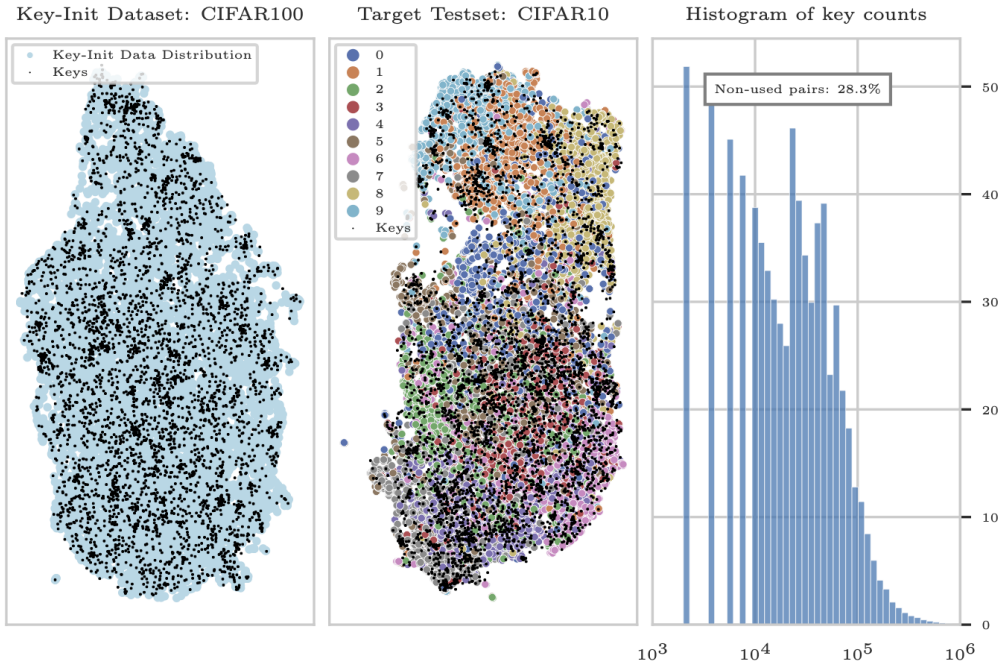 Key-Init Dataset: CIFAR100
Key-Init Data Distribution
Keys
Target Testset: CIFAR10
0
1
2
3
4
5
6
7
8
9
Keys
Histogram of key counts
Non-used pairs: 28.3%
50
40
30
20
10
0
10³
10⁴
10⁵
10⁶